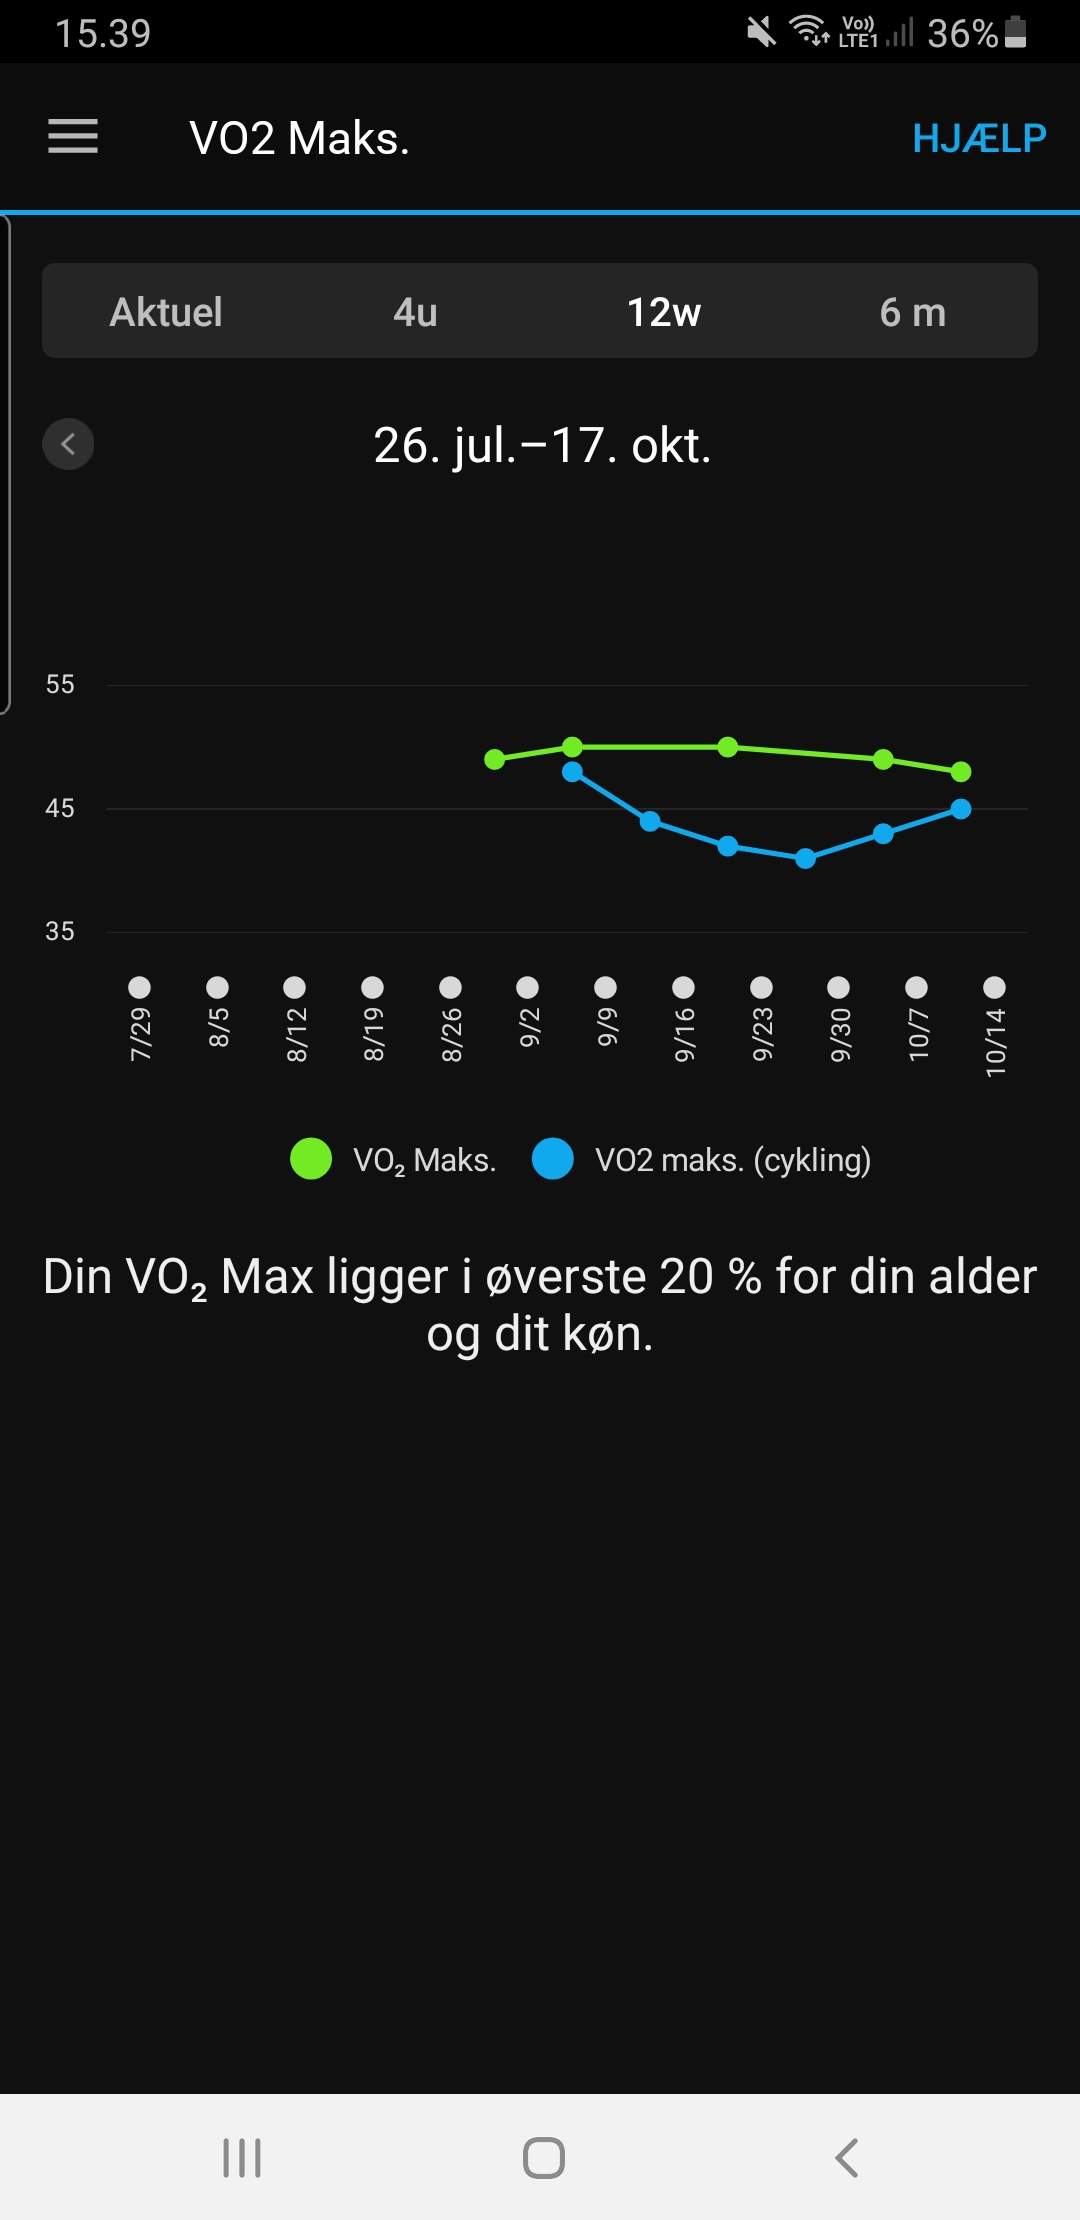 15.39 Vo)) LTE1 36%
VO2 Maks. HJÆLP
Aktuel 4u 12w 6 m
26. jul.–17. okt.
55
45
35
7/29 8/5 8/12 8/19 8/26 9/2 9/9 9/16 9/23 9/30 10/7 10/14
VO₂ Maks. VO2 maks. (cykling)
Din VO₂ Max ligger i øverste 20 % for din alder
og dit køn.